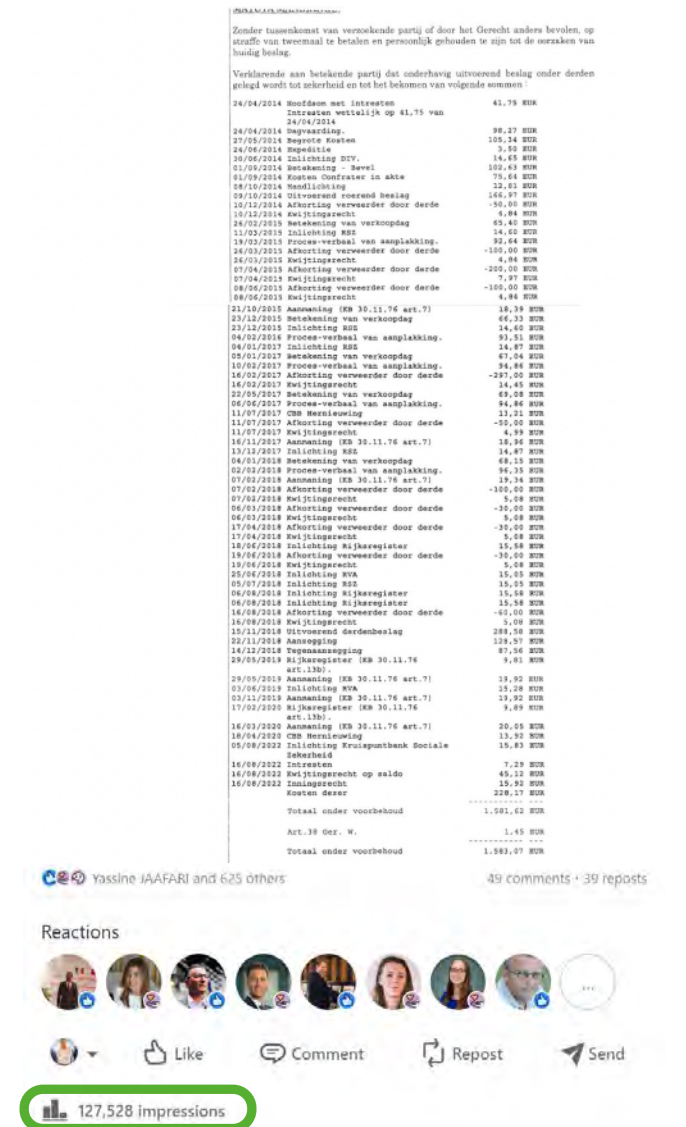 Zonder tussenkomst van verzoekende partij of door het Gerecht anders bevolen, op
straffe van tweemaal te betalen en persoonlijk gehouden te zijn tot de oorzaken van
huidig beslag.
Verklarende aan betekende partij dat onderhavig uitvoerend beslag onder derden
gelegd wordt tot zekerheid en tot het bekomen van volgende sommen :
24/04/2014 Hoofdsom met intresten 41,75 EUR
Intresten wettelijk op 41,75 van
24/04/2014
24/04/2014 Dagvaarding. 98,27 EUR
27/05/2014 Begrote Kosten 105,34 EUR
24/06/2014 Expeditie 3,50 EUR
30/06/2014 Inlichting DIV. 14,65 EUR
01/09/2014 Betekening - Bevel 102,63 EUR
01/09/2014 Kosten Confrater in akte 75,64 EUR
08/10/2014 Handlichting 12,81 EUR
09/10/2014 Uitvoerend roerend beslag 166,97 EUR
10/12/2014 Afkorting verweerder door derde -50,00 EUR
10/12/2014 Kwijtingsrecht 4,84 EUR
26/02/2015 Betekening van verkoopdag 65,40 EUR
11/03/2015 Inlichting RSZ 14,60 EUR
19/03/2015 Proces-verbaal van aanplakking. 92,64 EUR
26/03/2015 Afkorting verweerder door derde -100,00 EUR
26/03/2015 Kwijtingsrecht 4,84 EUR
07/04/2015 Afkorting verweerder door derde -200,00 EUR
07/04/2015 Kwijtingsrecht 7,97 EUR
08/06/2015 Afkorting verweerder door derde -100,00 EUR
08/06/2015 Kwijtingsrecht 4,84 EUR
21/10/2015 Aanmaning (KB 30.11.76 art.7) 18,39 EUR
23/12/2015 Betekening van verkoopdag 66,33 EUR
23/12/2015 Inlichting RSZ 14,60 EUR
04/02/2016 Proces-verbaal van aanplakking. 93,51 EUR
04/01/2017 Inlichting RSZ 14,87 EUR
05/01/2017 Betekening van verkoopdag 67,04 EUR
10/02/2017 Proces-verbaal van aanplakking. 94,86 EUR
16/02/2017 Afkorting verweerder door derde -297,00 EUR
16/02/2017 Kwijtingsrecht 14,45 EUR
22/05/2017 Betekening van verkoopdag 69,08 EUR
06/06/2017 Proces-verbaal van aanplakking. 94,86 EUR
11/07/2017 CBB Hernieuwing 13,21 EUR
11/07/2017 Afkorting verweerder door derde -50,00 EUR
11/07/2017 Kwijtingsrecht 4,99 EUR
16/11/2017 Aanmaning (KB 30.11.76 art.7) 18,96 EUR
13/12/2017 Inlichting RSZ 14,87 EUR
04/01/2018 Betekening van verkoopdag 68,15 EUR
02/02/2018 Proces-verbaal van aanplakking. 96,35 EUR
07/02/2018 Aanmaning (KB 30.11.76 art.7) 19,34 EUR
07/02/2018 Afkorting verweerder door derde -100,00 EUR
07/02/2018 Kwijtingsrecht 5,08 EUR
06/03/2018 Afkorting verweerder door derde -30,00 EUR
06/03/2018 Kwijtingsrecht 5,08 EUR
17/04/2018 Afkorting verweerder door derde -30,00 EUR
17/04/2018 Kwijtingsrecht 5,08 EUR
18/06/2018 Inlichting Rijksregister 15,58 EUR
19/06/2018 Afkorting verweerder door derde -30,00 EUR
19/06/2018 Kwijtingsrecht 5,08 EUR
25/06/2018 Inlichting RVA 15,05 EUR
05/07/2018 Inlichting RSZ 15,05 EUR
06/08/2018 Inlichting Rijksregister 15,58 EUR
06/08/2018 Inlichting Rijksregister 15,58 EUR
16/08/2018 Afkorting verweerder door derde -60,00 EUR
16/08/2018 Kwijtingsrecht 5,08 EUR
15/11/2018 Uitvoerend derdenbeslag 288,58 EUR
22/11/2018 Aanzegging 128,57 EUR
14/12/2018 Tegenaanzegging 87,56 EUR
29/05/2019 Rijksregister (KB 30.11.76 9,81 EUR
art.13b).
29/05/2019 Aanmaning (KB 30.11.76 art.7) 19,92 EUR
03/06/2019 Inlichting RVA 15,28 EUR
03/11/2019 Aanmaning (KB 30.11.76 art.7) 19,92 EUR
17/02/2020 Rijksregister (KB 30.11.76 9,89 EUR
art.13b).
16/03/2020 Aanmaning (KB 30.11.76 art.7) 20,05 EUR
18/04/2020 CBB Hernieuwing 13,92 EUR
05/08/2022 Inlichting Kruispuntbank Sociale 15,83 EUR
Zekerheid
16/08/2022 Intresten 7,29 EUR
16/08/2022 Kwijtingsrecht op saldo 45,12 EUR
16/08/2022 Inningsrecht 15,92 EUR
Kosten dezer 228,17 EUR
Totaal onder voorbehoud 1.581,62 EUR
Art.38 Ger. W. 1,45 EUR
Totaal onder voorbehoud 1.583,07 EUR
Yassine JAAFARI and 625 others 49 comments • 39 reposts
Reactions
Like Comment Repost Send
127,528 impressions